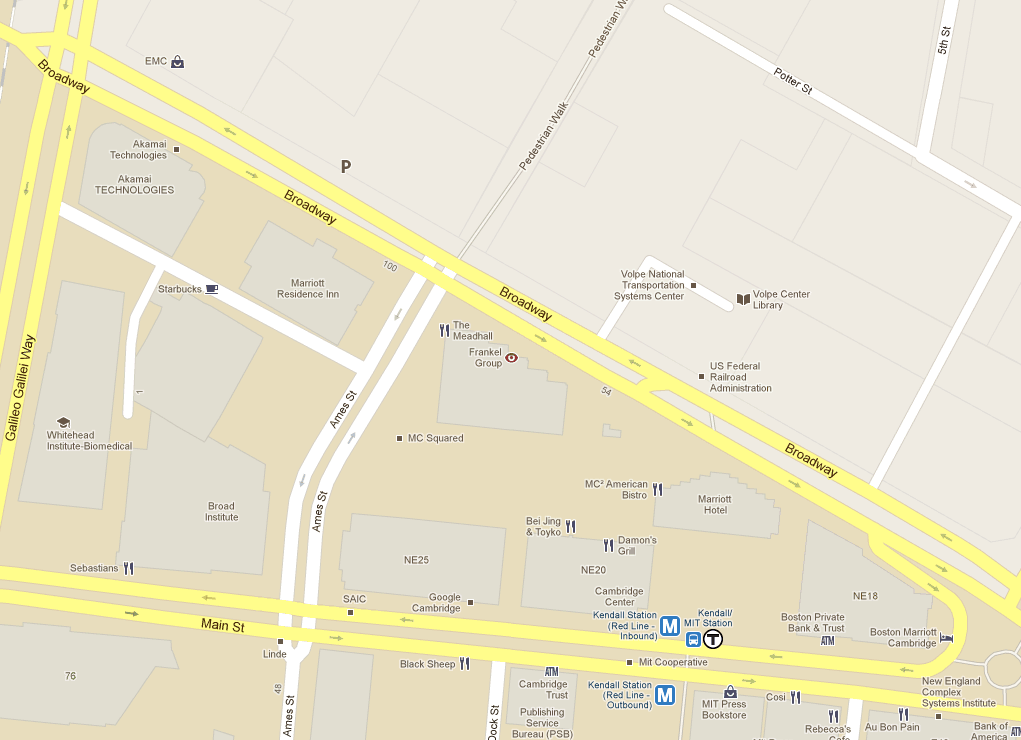 Pedestrian Walk
5th St
EMC
Broadway
Potter St
P
Pedestrian Walk
Akamai
Technologies
Akamai
TECHNOLOGIES
Broadway
100
Starbucks
Marriott
Residence Inn
Volpe National
Transportation
Systems Center
Volpe Center
Library
Broadway
The
Meadhall
Frankel
Group
US Federal
Railroad
Administration
54
1
Galileo Galilei Way
Ames St
Whitehead
Institute-Biomedical
MC Squared
Broadway
MC² American
Bistro
Marriott
Hotel
Broad
Institute
Ames St
Bei Jing
& Toyko
Damon's
Grill
NE25
NE20
Sebastians
SAIC
Google
Cambridge
Cambridge
Center
NE18
Main St
Kendall Station
(Red Line -
Inbound)
M
Kendall/
MIT Station
T
Boston Private
Bank & Trust
ATM
Boston Marriott
Cambridge
Linde
Black Sheep
Mit Cooperative
76
48
Ames St
Dock St
ATM
Cambridge
Trust
Publishing
Service
Bureau (PSB)
Kendall Station
(Red Line -
Outbound)
M
MIT Press
Bookstore
Cosi
New England
Complex
Systems Institute
Rebecca's
Au Bon Pain
Bank of
America
ATM